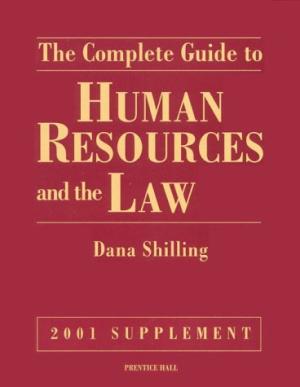 The Complete Guide to
HUMAN
RESOURCES
and the LAW
Dana Shilling
2001 SUPPLEMENT
PRENTICE HALL